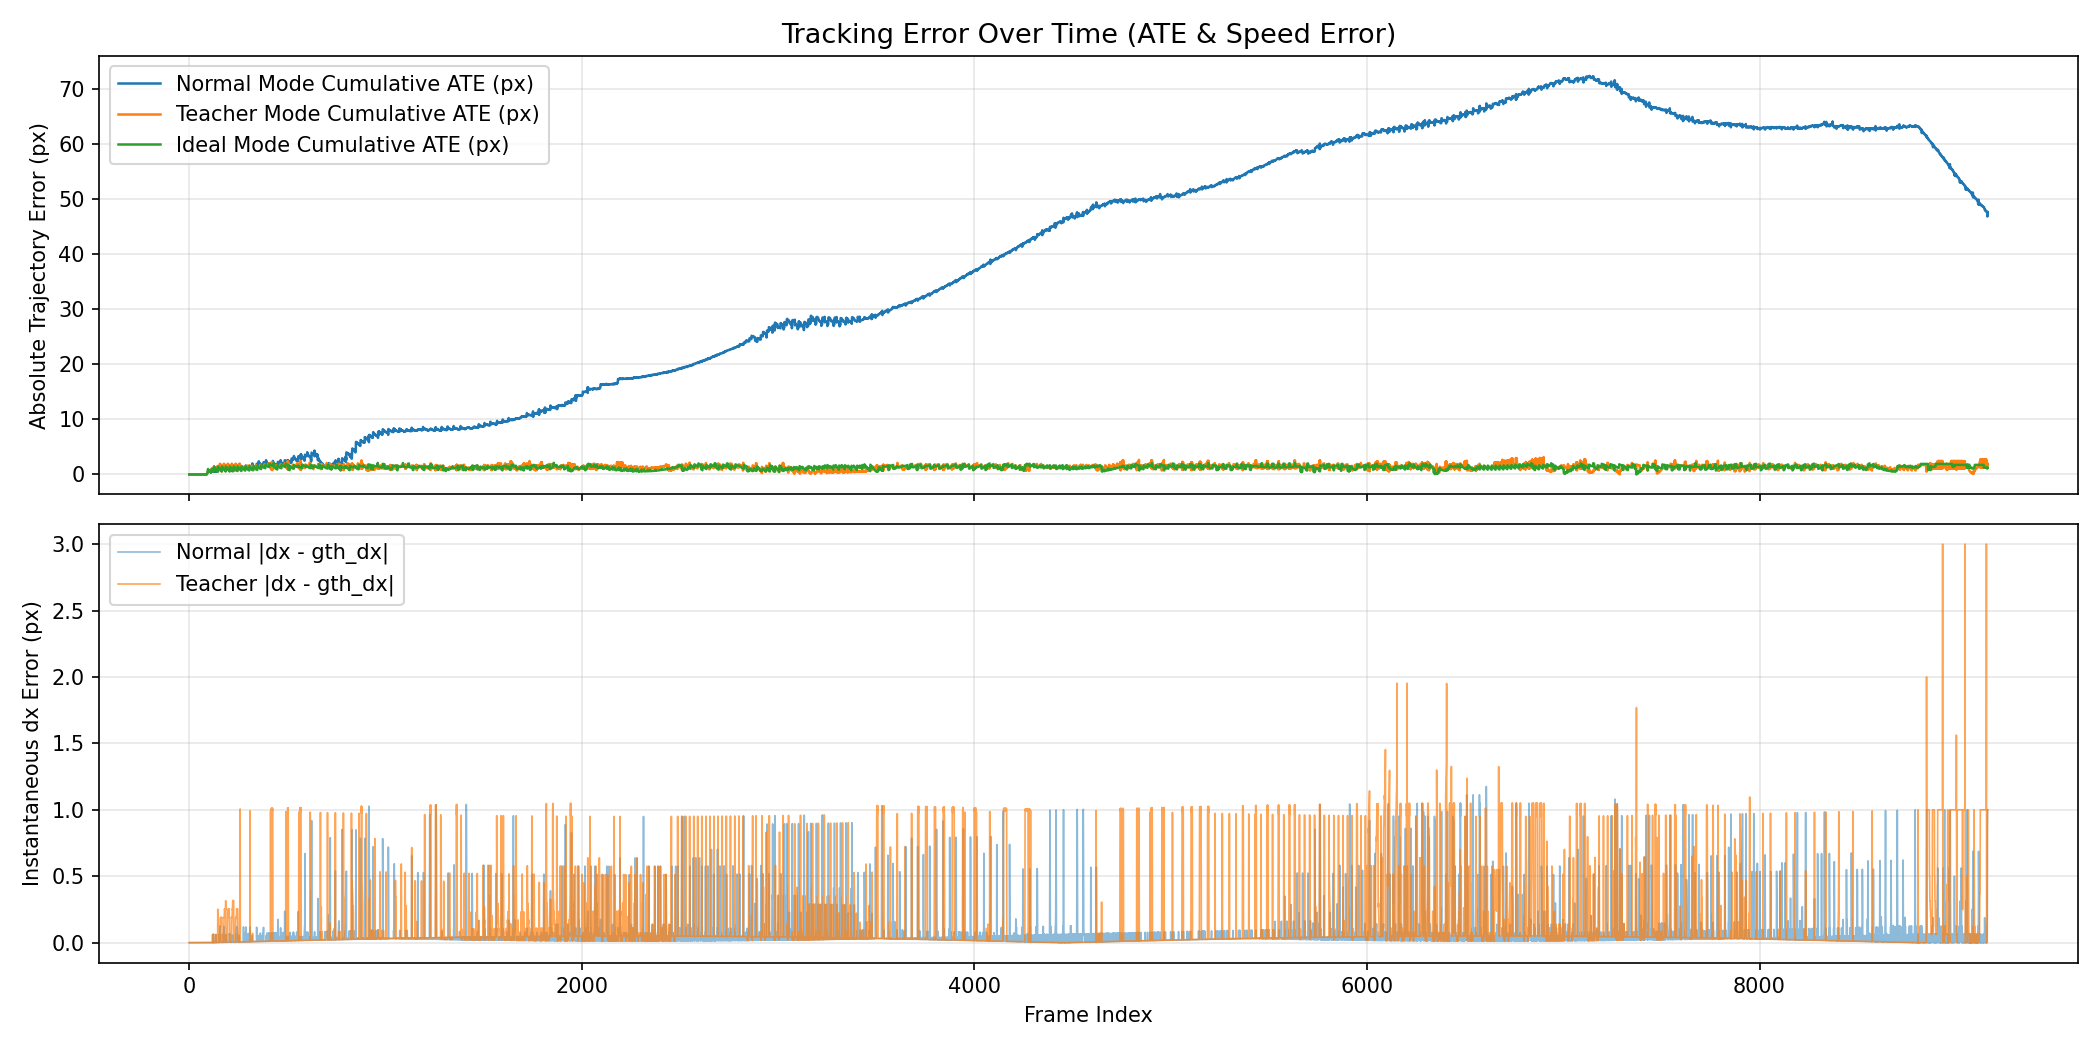 Tracking Error Over Time (ATE & Speed Error)
Absolute Trajectory Error (px)
70
60
50
40
30
20
10
0
Normal Mode Cumulative ATE (px)
Teacher Mode Cumulative ATE (px)
Ideal Mode Cumulative ATE (px)
Instantaneous dx Error (px)
3.0
2.5
2.0
1.5
1.0
0.5
0.0
Normal |dx - gth_dx|
Teacher |dx - gth_dx|
0 2000 4000 6000 8000
Frame Index